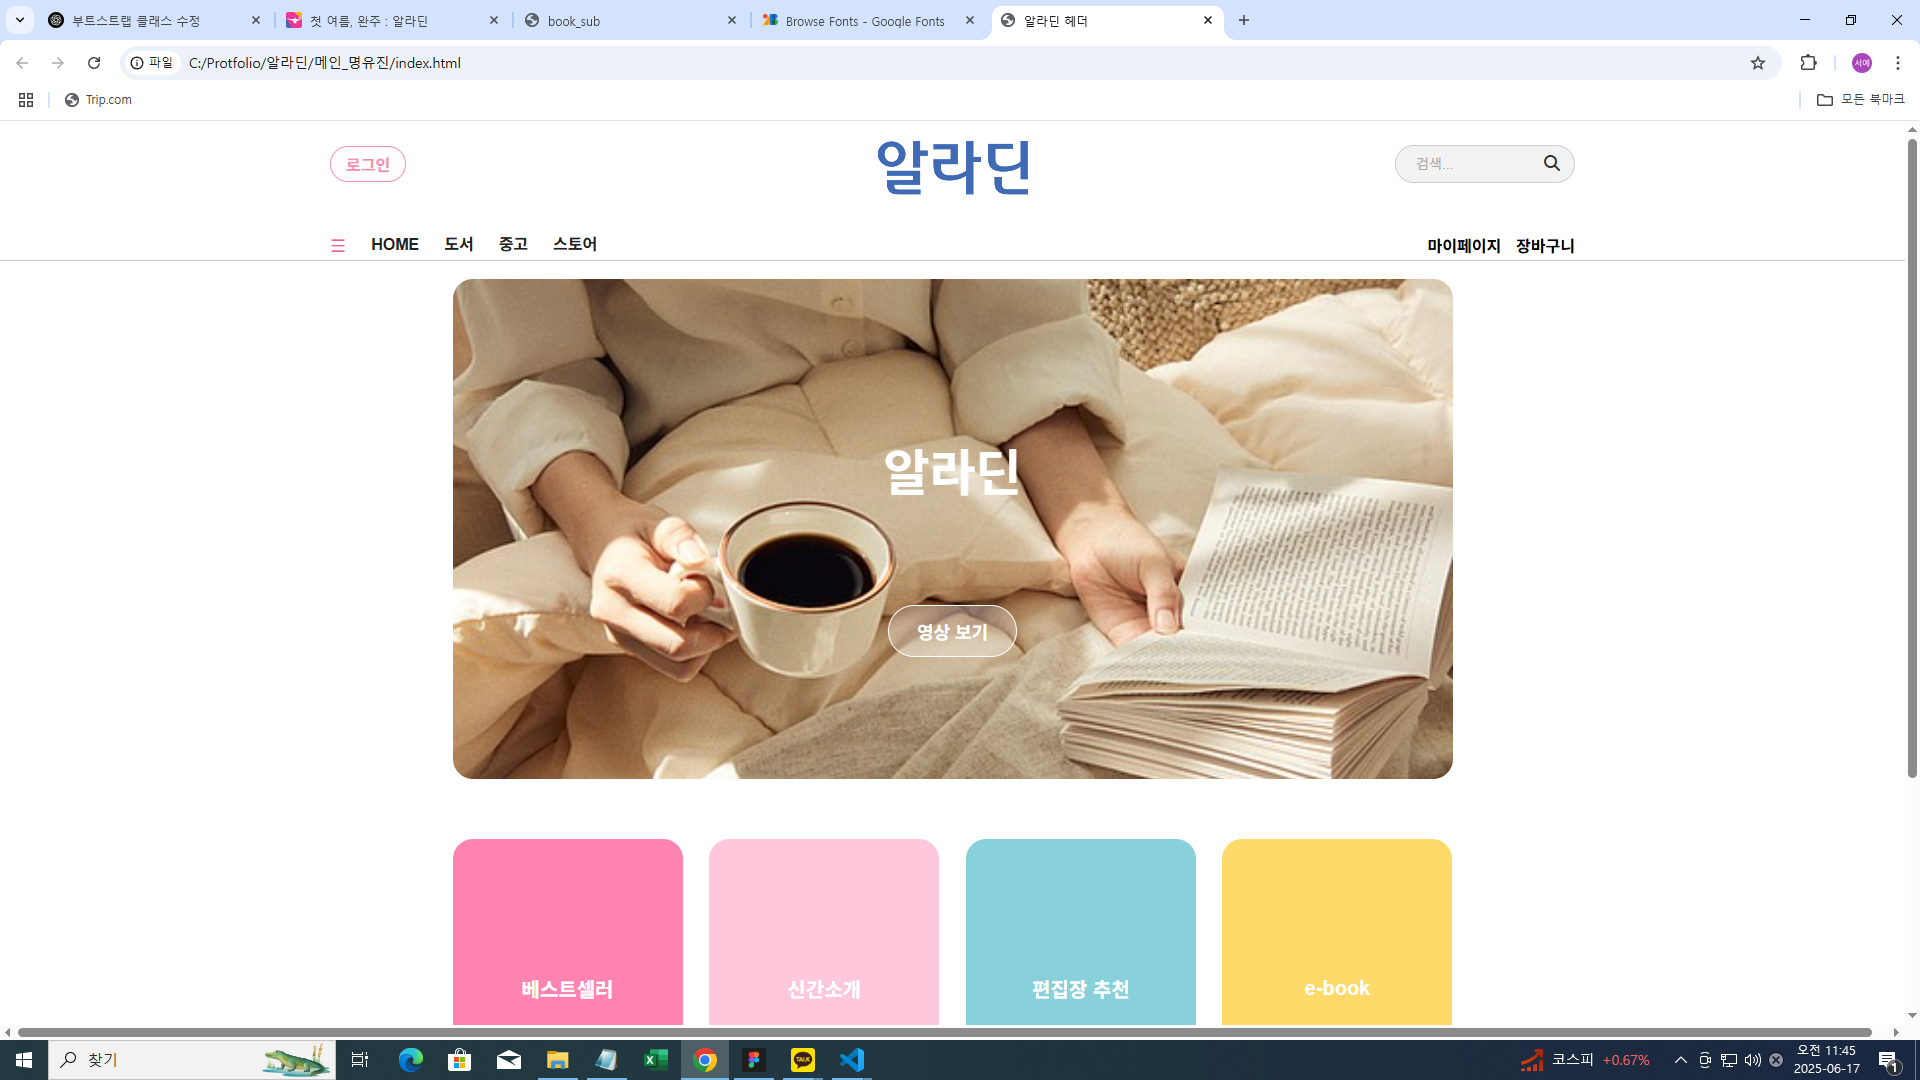 부트스트랩 클래스 수정
첫 여름, 완주 : 알라딘
book_sub
Browse Fonts - Google Fonts
알라딘 헤더
파일
C:/Protfolio/알라딘/메인_명유진/index.html
서예
Trip.com
모든 북마크
로그인
알라딘
검색...
HOME 도서 중고 스토어
마이페이지 장바구니
알라딘
영상 보기
베스트셀러
신간소개
편집장 추천
e-book
찾기
TALK
코스피 +0.67%
오전 11:45
2025-06-17
1